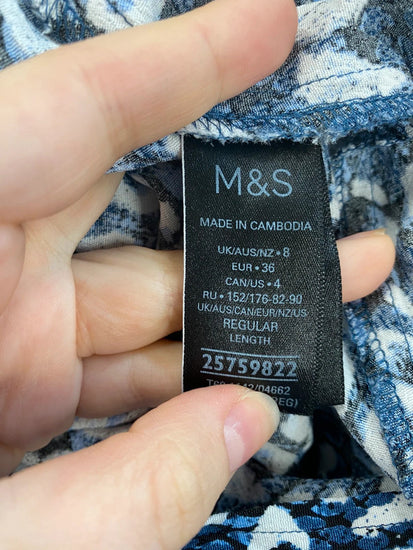 M&S
MADE IN CAMBODIA
UK/AUS/NZ • 8
EUR • 36
CAN/US • 4
RU • 152/176-82-90
UK/AUS/CAN/EUR/NZ/US
REGULAR
LENGTH
25759822
/04662